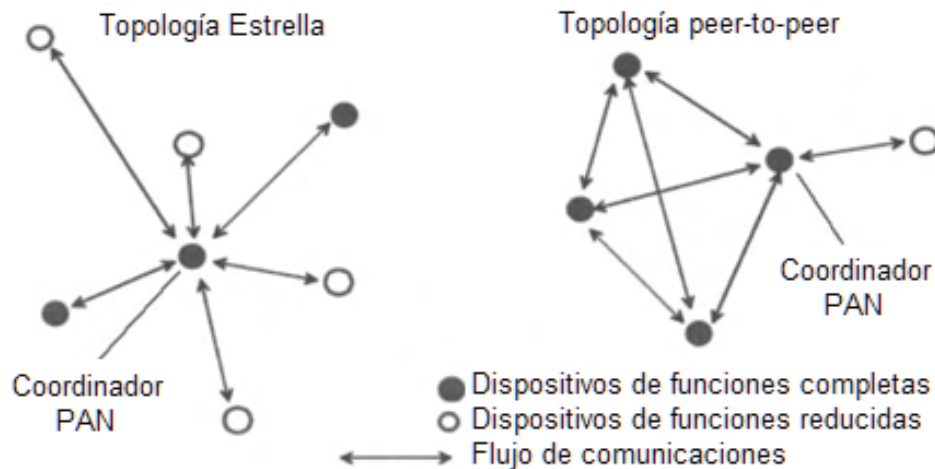 Topología Estrella
Topología peer-to-peer
Coordinador
PAN
Coordinador
PAN
Dispositivos de funciones completas
Dispositivos de funciones reducidas
Flujo de comunicaciones